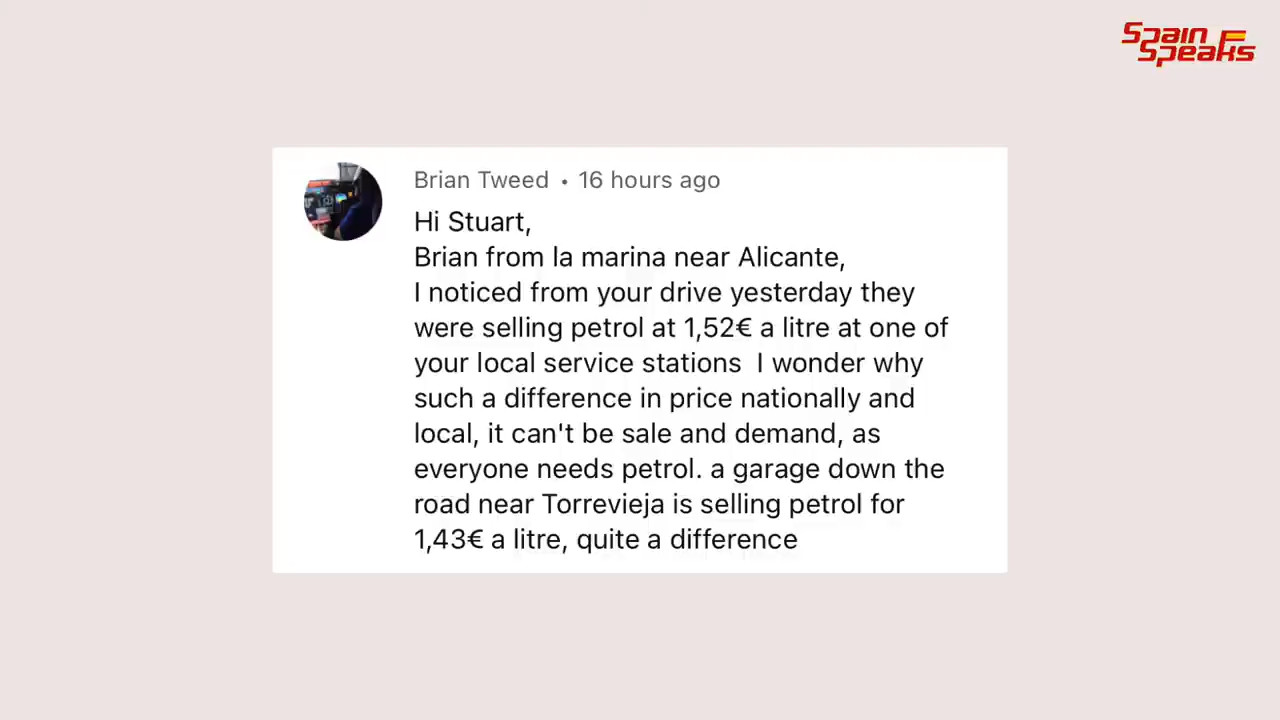 Spain
Speaks
Brian Tweed • 16 hours ago
Hi Stuart,
Brian from la marina near Alicante,
I noticed from your drive yesterday they
were selling petrol at 1,52€ a litre at one of
your local service stations  I wonder why
such a difference in price nationally and
local, it can't be sale and demand, as
everyone needs petrol. a garage down the
road near Torrevieja is selling petrol for
1,43€ a litre, quite a difference